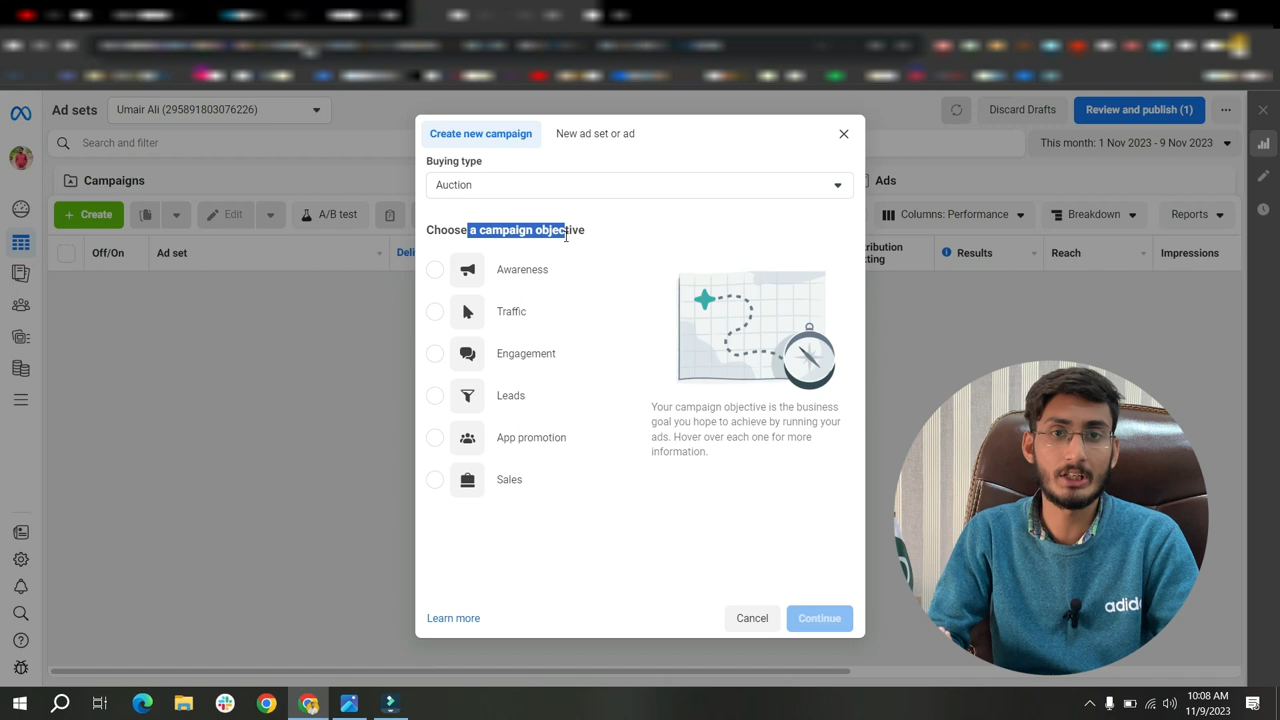 Ad sets
Umair Ali (295891803076226)
Discard Drafts
Review and publish (1)
Search and filter
This month: 1 Nov 2023 - 9 Nov 2023
Campaigns
Ads
+ Create
Edit
A/B test
Columns: Performance
Breakdown
Reports
Off/On
Ad set
Results
Reach
Impressions
Create new campaign
New ad set or ad
Buying type
Auction
Choose a campaign objective
Awareness
Traffic
Engagement
Leads
App promotion
Sales
Your campaign objective is the business
goal you hope to achieve by running your
ads. Hover over each one for more
information.
Learn more
Cancel
Continue
10:08 AM
11/9/2023